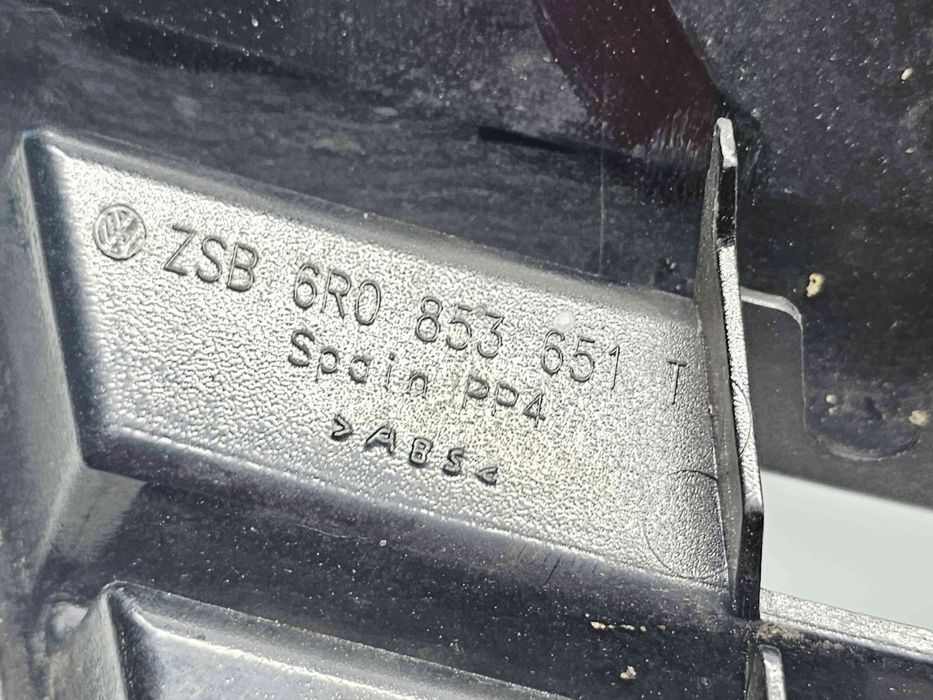 ZSB 6R0 853 651 T
Spain PP4
>ABS<